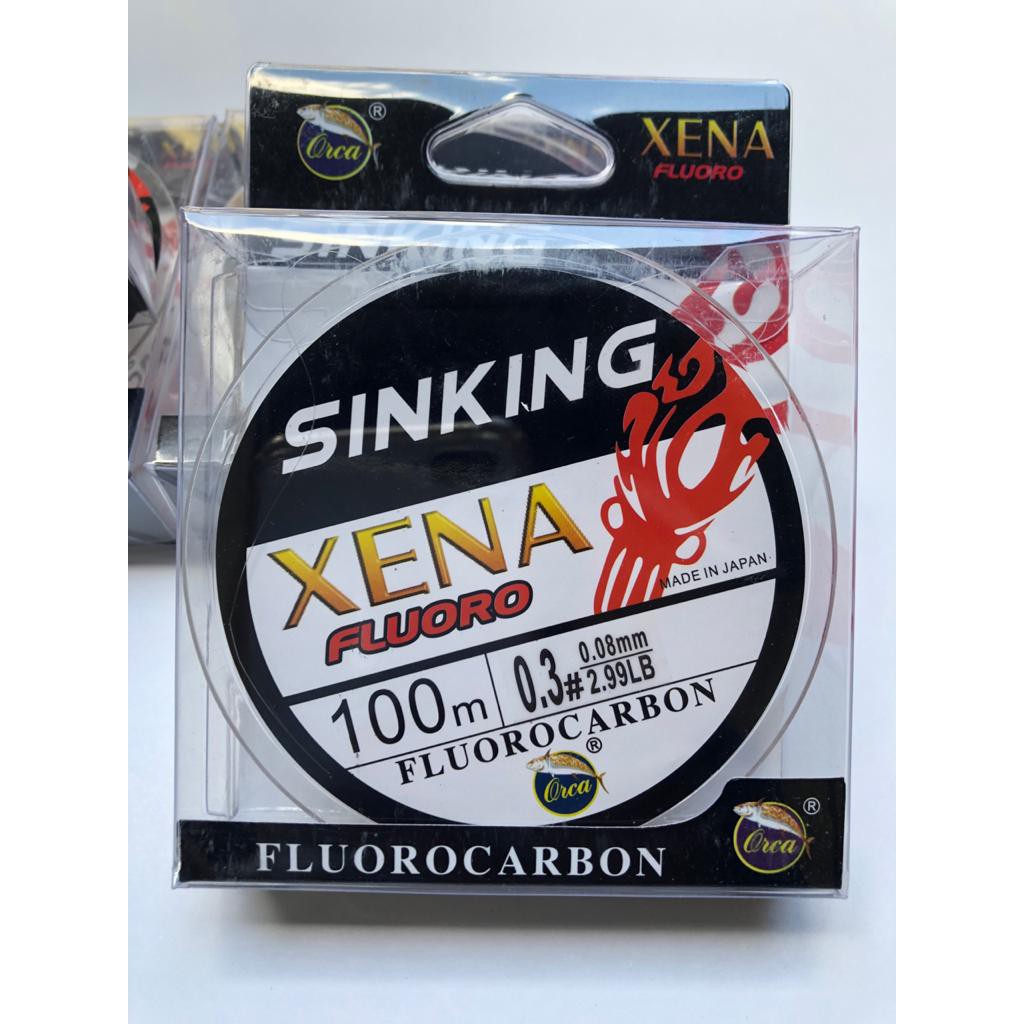 Orca ®
XENA
FLUORO
SINKING
SINKING
XENA
FLUORO
MADE IN JAPAN
100m
0.3# 0.08mm
2.99LB
FLUOROCARBON
Orca ®
FLUOROCARBON
Orca ®